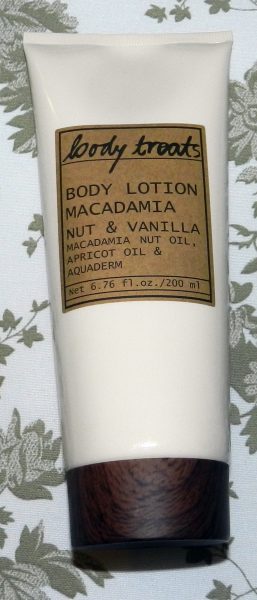 body treats
BODY LOTION
MACADAMIA
NUT & VANILLA
MACADAMIA NUT OIL,
APRICOT OIL &
AQUADERM
Net 6.76 fl.oz./200 ml